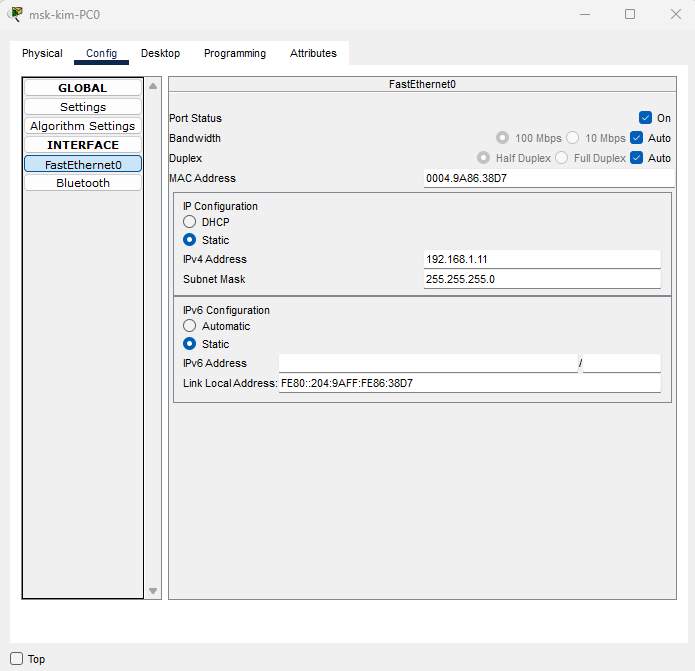 msk-kim-PC0
Physical Config Desktop Programming Attributes
GLOBAL
Settings
Algorithm Settings
INTERFACE
FastEthernet0
Bluetooth
FastEthernet0
Port Status On
Bandwidth 100 Mbps 10 Mbps Auto
Duplex Half Duplex Full Duplex Auto
MAC Address 0004.9A86.38D7
IP Configuration
DHCP
Static
IPv4 Address 192.168.1.11
Subnet Mask 255.255.255.0
IPv6 Configuration
Automatic
Static
IPv6 Address /
Link Local Address: FE80::204:9AFF:FE86:38D7
Top